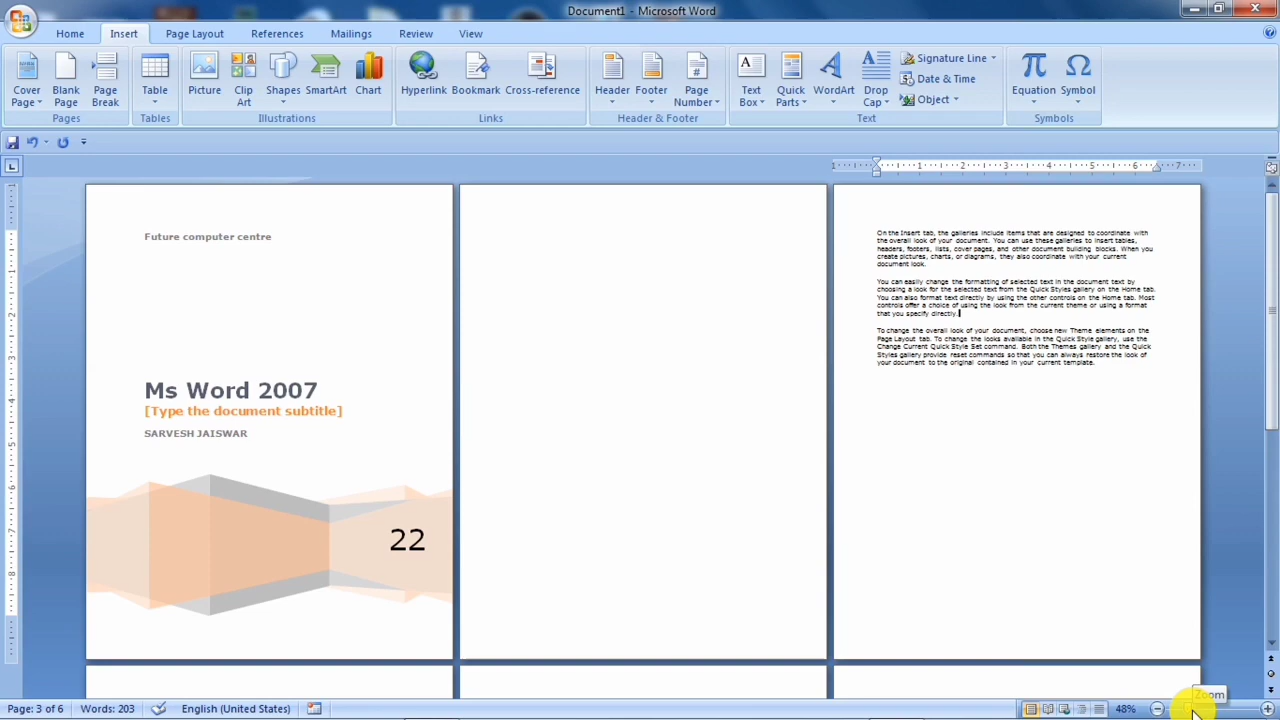 Document1 - Microsoft Word
Home Insert Page Layout References Mailings Review View
Cover Page
Blank Page
Page Break
Table
Picture
Clip Art
Shapes
SmartArt
Chart
Hyperlink
Bookmark
Cross-reference
Header
Footer
Page Number
Text Box
Quick Parts
WordArt
Drop Cap
Signature Line
Date & Time
Object
Equation
Symbol
Pages Tables Illustrations Links Header & Footer Text Symbols
1 1 2 3 4 5 6 7
Future computer centre
Ms Word 2007
[Type the document subtitle]
SARVESH JAISWAR
22
On the Insert tab, the galleries include items that are designed to coordinate with
the overall look of your document. You can use these galleries to insert tables,
headers, footers, lists, cover pages, and other document building blocks. When you
create pictures, charts, or diagrams, they also coordinate with your current
document look.
You can easily change the formatting of selected text in the document text by
choosing a look for the selected text from the Quick Styles gallery on the Home tab.
You can also format text directly by using the other controls on the Home tab. Most
controls offer a choice of using the look from the current theme or using a format
that you specify directly.
To change the overall look of your document, choose new Theme elements on the
Page Layout tab. To change the looks available in the Quick Style gallery, use the
Change Current Quick Style Set command. Both the Themes gallery and the Quick
Styles gallery provide reset commands so that you can always restore the look of
your document to the original contained in your current template.
Zoom
Page: 3 of 6 Words: 203 English (United States) 48%